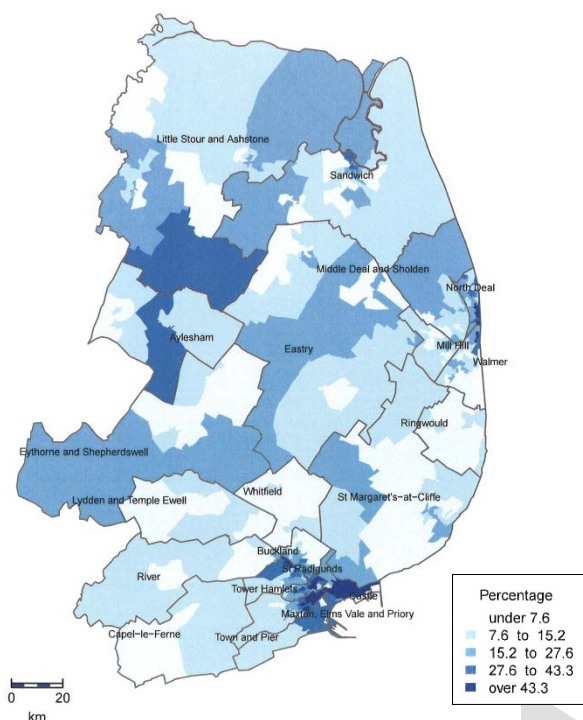 Little Stour and Ashstone
Sandwich
Middle Deal and Sholden
North Deal
Aylesham
Eastry
Mill Hill
Walmer
Ringwould
Eythorne and Shepherdswell
Whitfield
Lydden and Temple Ewell
St Margaret's-at-Cliffe
Buckland
St Radigunds
River
Tower Hamlets
Castle
Maxton, Elms Vale and Priory
Capel-le-Ferne
Town and Pier
Percentage
under 7.6
7.6 to 15.2
15.2 to 27.6
27.6 to 43.3
over 43.3
0 20
km